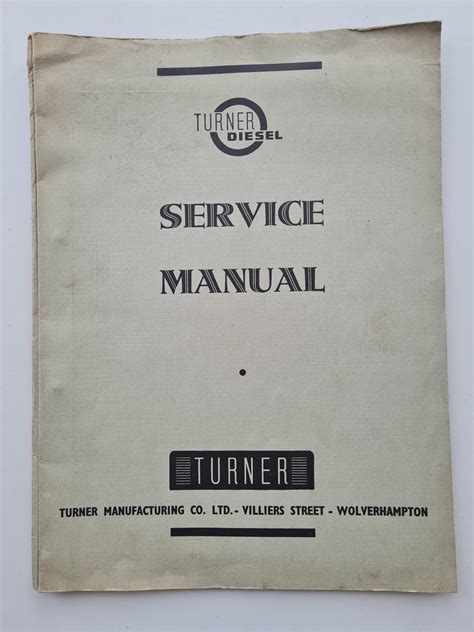 TURNER
DIESEL
SERVICE
MANUAL
TURNER
TURNER MANUFACTURING CO. LTD. - VILLIERS STREET - WOLVERHAMPTON